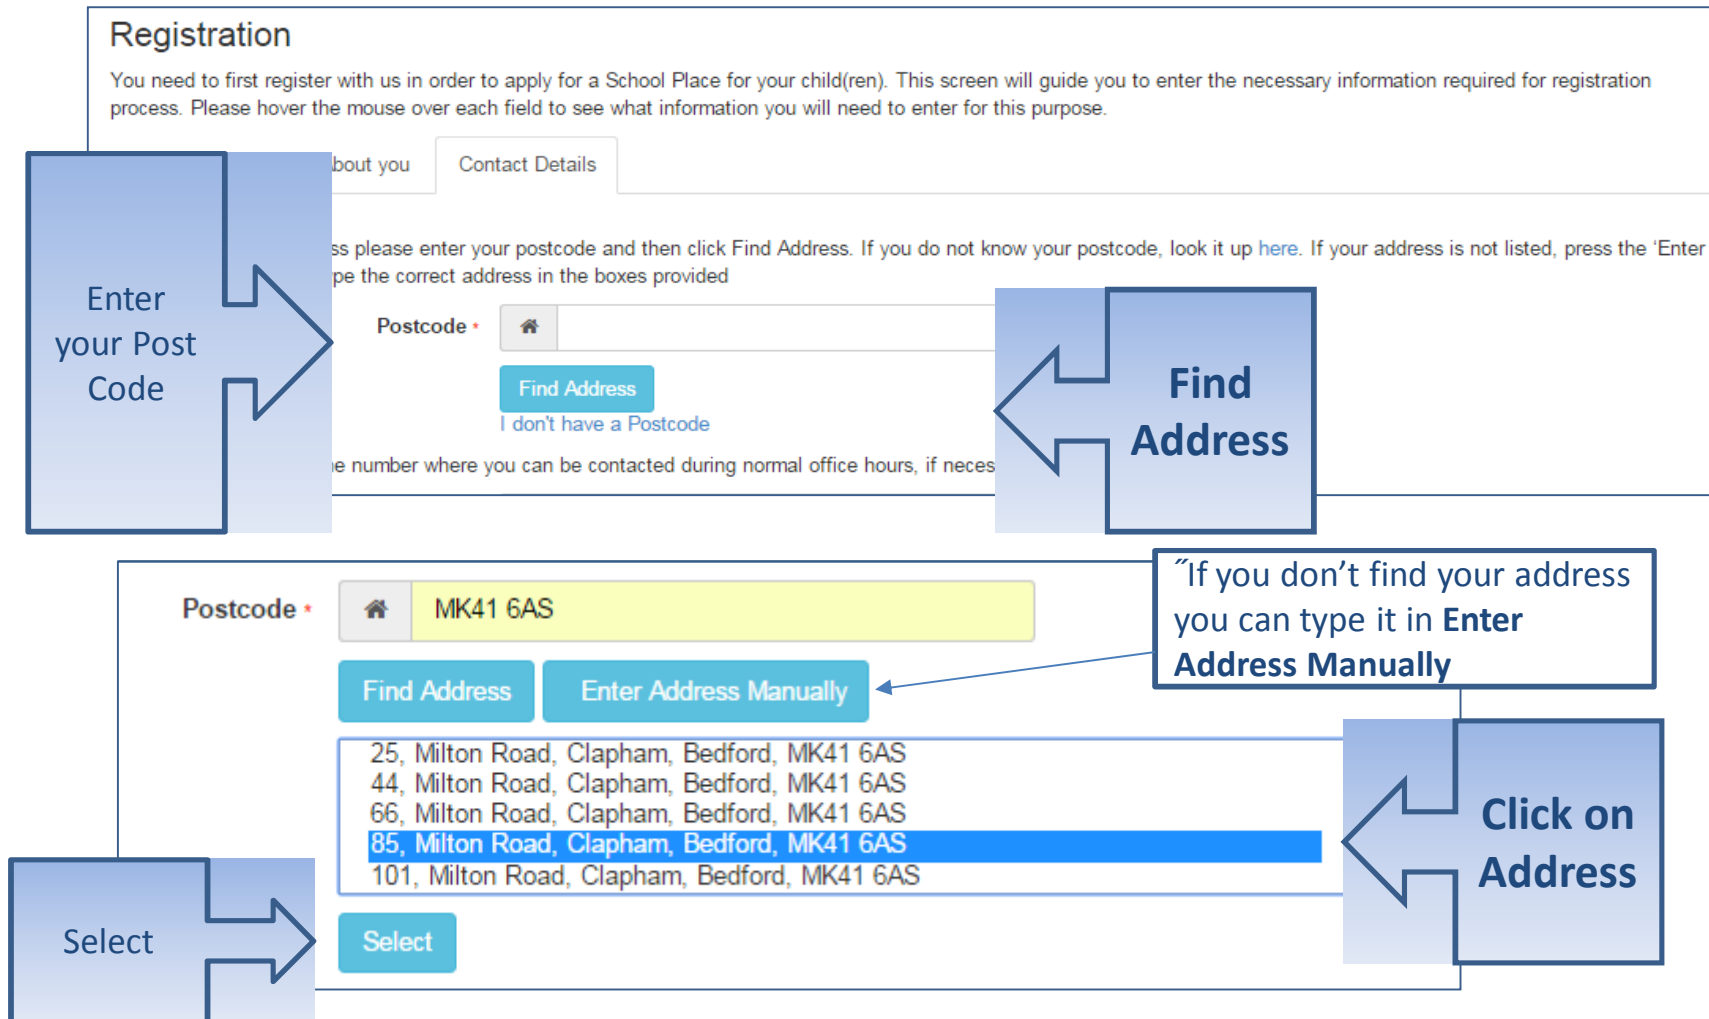 Registration
You need to first register with us in order to apply for a School Place for your child(ren). This screen will guide you to enter the necessary information required for registration
process. Please hover the mouse over each field to see what information you will need to enter for this purpose.
you
Contact Details
please enter your postcode and then click Find Address. If you do not know your postcode, look it up here. If your address is not listed, press the ‘Enter
the correct address in the boxes provided
Enter
your Post
Code
Postcode *
Find Address
I don't have a Postcode
number where you can be contacted during normal office hours, if
Find
Address
˝If you don’t find your address
you can type it in Enter
Address Manually
Postcode *
MK41 6AS
Find Address
Enter Address Manually
25, Milton Road, Clapham, Bedford, MK41 6AS
44, Milton Road, Clapham, Bedford, MK41 6AS
66, Milton Road, Clapham, Bedford, MK41 6AS
85, Milton Road, Clapham, Bedford, MK41 6AS
101, Milton Road, Clapham, Bedford, MK41 6AS
Click on
Address
Select
Select